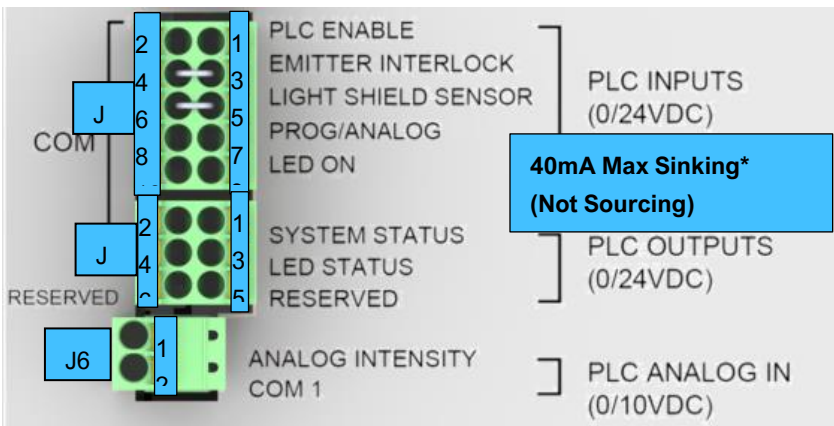 2 1 PLC ENABLE
4 3 EMITTER INTERLOCK
J LIGHT SHIELD SENSOR
6 5 PROG/ANALOG
COM
8 7 LED ON
PLC INPUTS
(0/24VDC)
40mA Max Sinking*
(Not Sourcing)
2 1 SYSTEM STATUS
J 4 3 LED STATUS
RESERVED 5 RESERVED
PLC OUTPUTS
(0/24VDC)
J6 1 ANALOG INTENSITY
COM 1
PLC ANALOG IN
(0/10VDC)